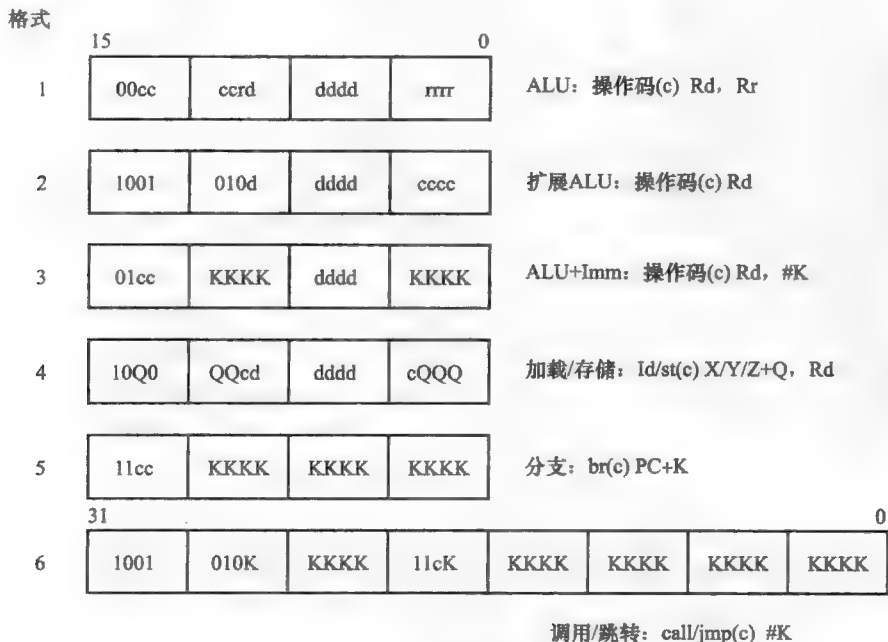 格式
15 0
1 00cc ccrd dddd rrrr ALU：操作码(c) Rd，Rr
2 1001 010d dddd cccc 扩展ALU：操作码(c) Rd
3 01cc KKKK dddd KKKK ALU+Imm：操作码(c) Rd，#K
4 10Q0 QQcd dddd cQQQ 加载/存储：ld/st(c) X/Y/Z+Q，Rd
5 11cc KKKK KKKK KKKK 分支：br(c) PC+K
31 0
6 1001 010K KKKK 11cK KKKK KKKK KKKK KKKK
调用/跳转：call/jmp(c) #K